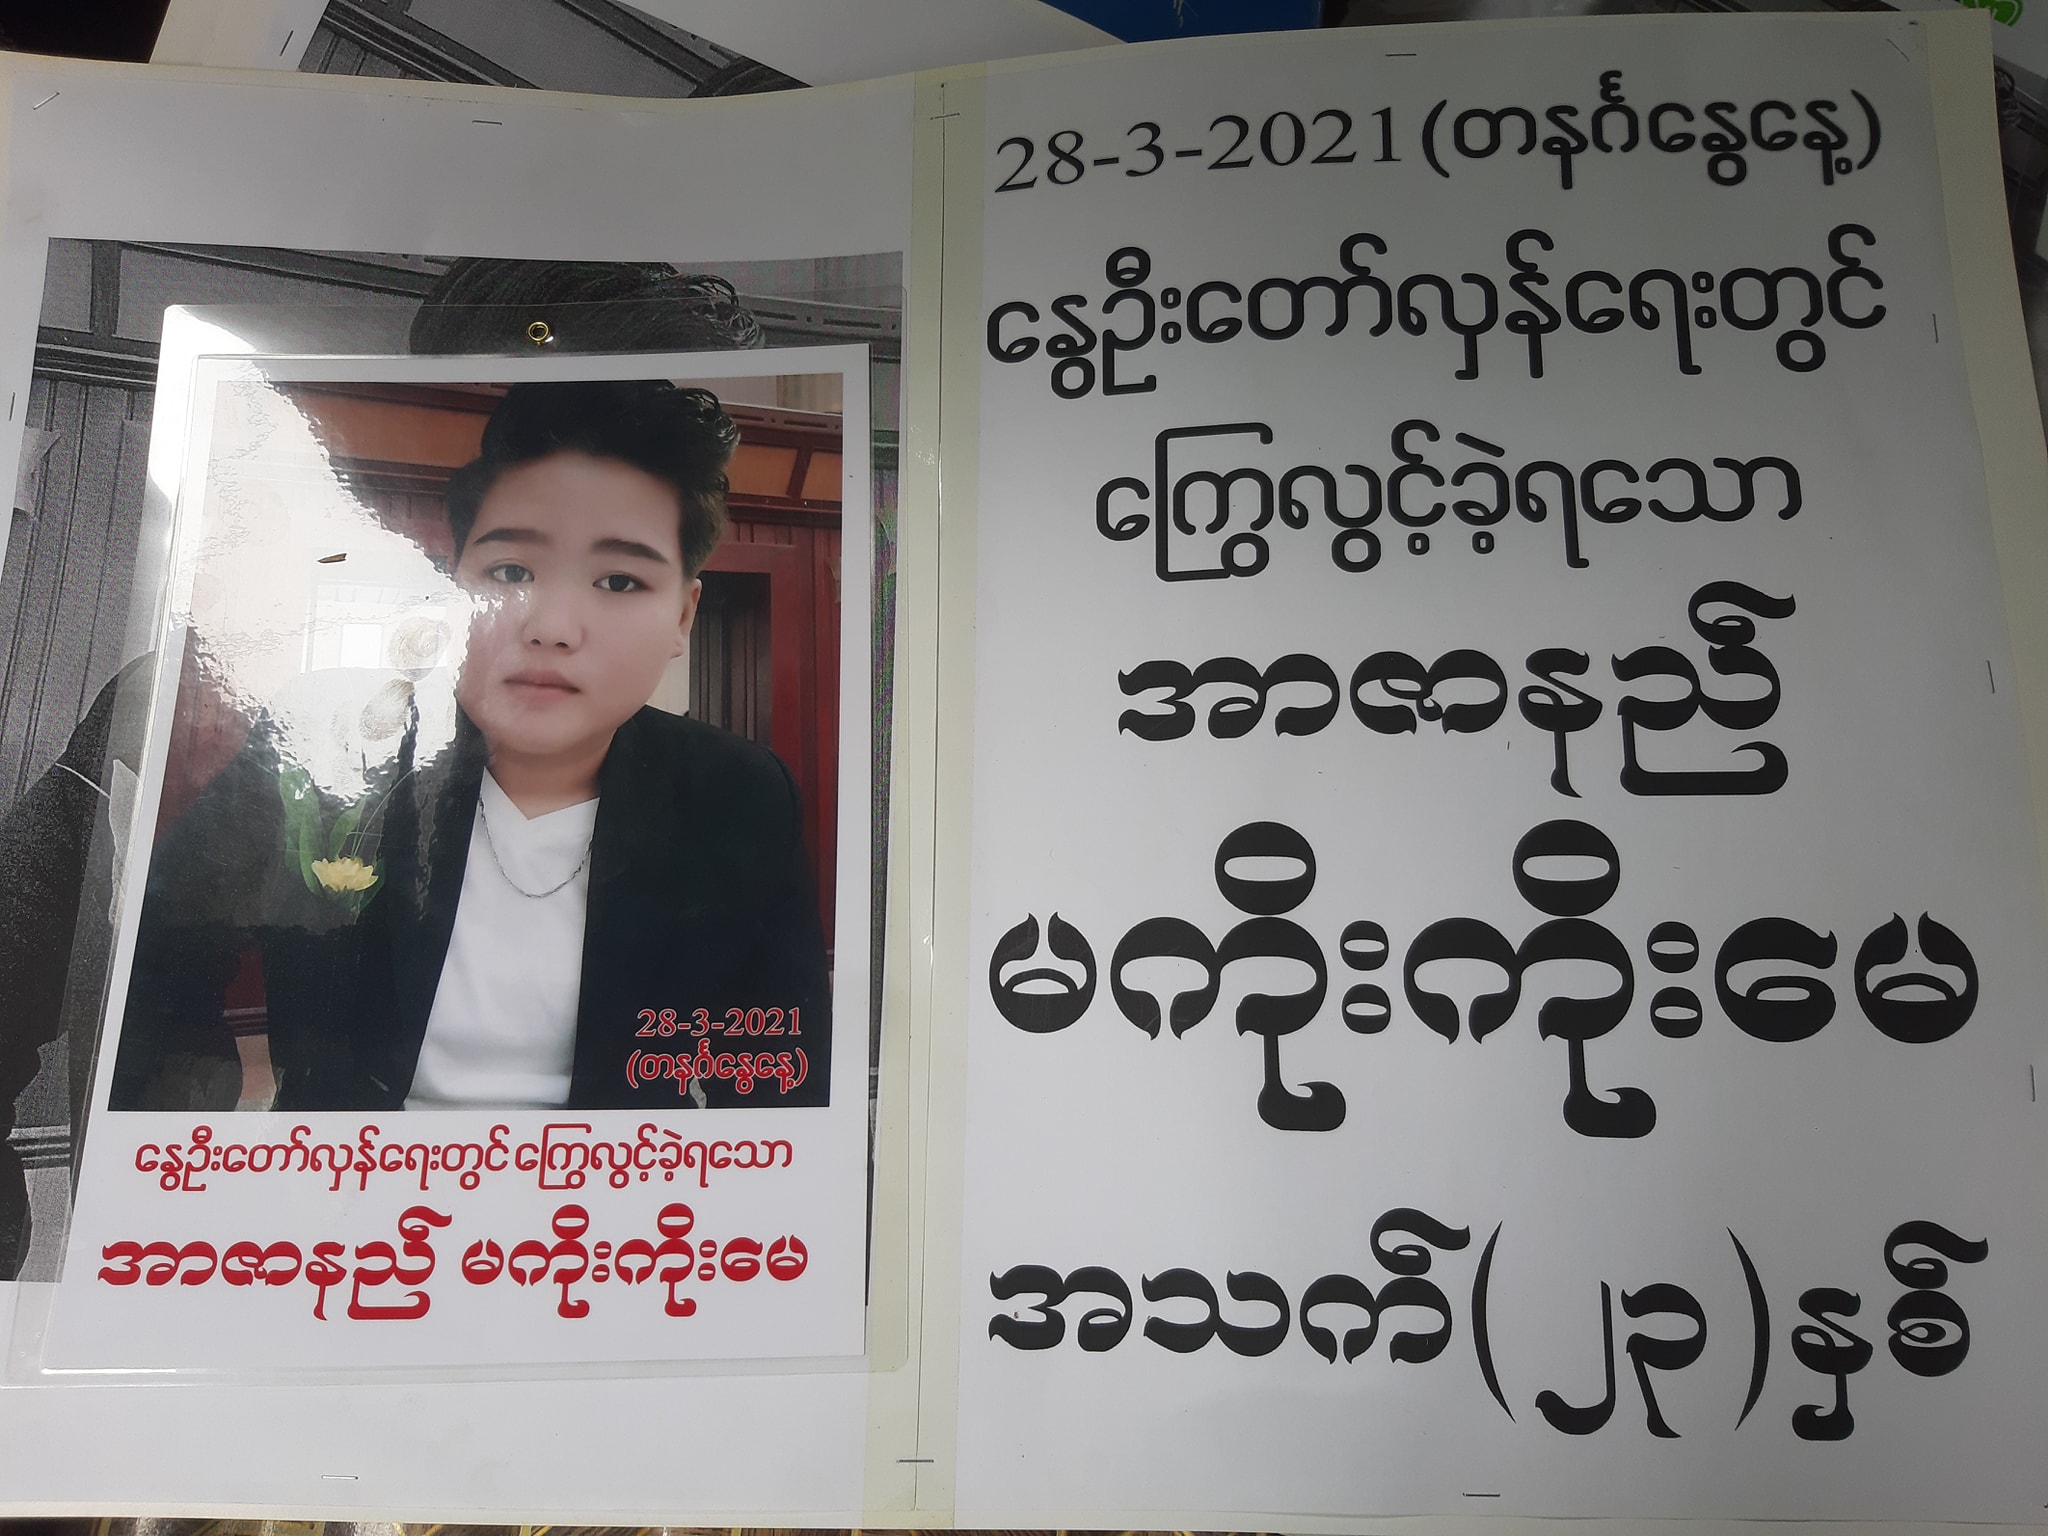 28-3-2021
(တနင်္ဂနွေနေ့)
နွေဦးတော်လှန်ရေးတွင် ကြွေလွင့်ခဲ့ရသော
အာဇာနည် မကိုးကိုးမေ
28-3-2021 (တနင်္ဂနွေနေ့)
နွေဦးတော်လှန်ရေးတွင်
ကြွေလွင့်ခဲ့ရသော
အာဇာနည်
မကိုးကိုးမေ
အသက် (၂၃) နှစ်